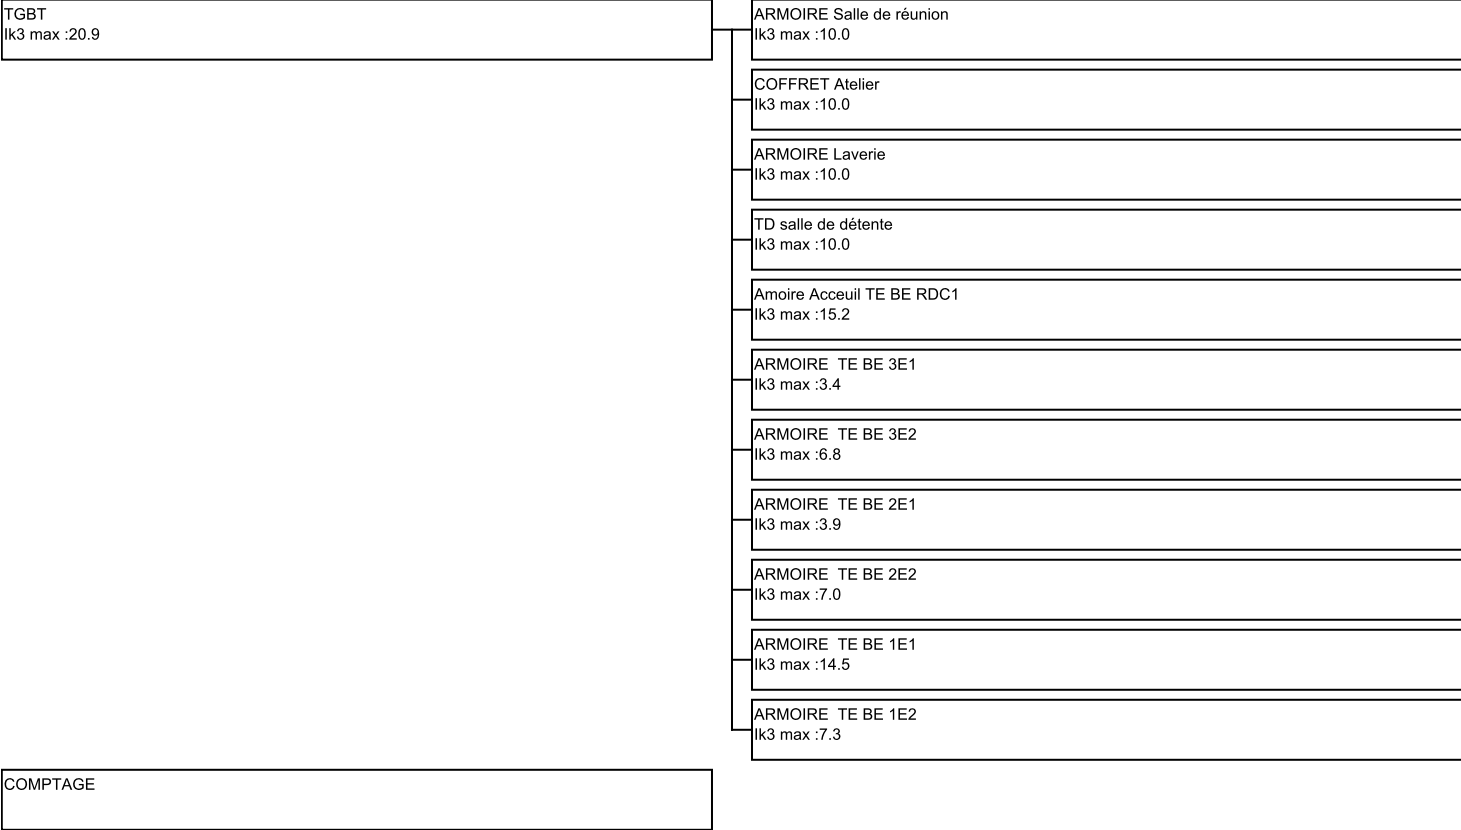 TGBT
Ik3 max :20.9
ARMOIRE Salle de réunion
Ik3 max :10.0
COFFRET Atelier
Ik3 max :10.0
ARMOIRE Laverie
Ik3 max :10.0
TD salle de détente
Ik3 max :10.0
Amoire Acceuil TE BE RDC1
Ik3 max :15.2
ARMOIRE  TE BE 3E1
Ik3 max :3.4
ARMOIRE  TE BE 3E2
Ik3 max :6.8
ARMOIRE  TE BE 2E1
Ik3 max :3.9
ARMOIRE  TE BE 2E2
Ik3 max :7.0
ARMOIRE  TE BE 1E1
Ik3 max :14.5
ARMOIRE  TE BE 1E2
Ik3 max :7.3
COMPTAGE